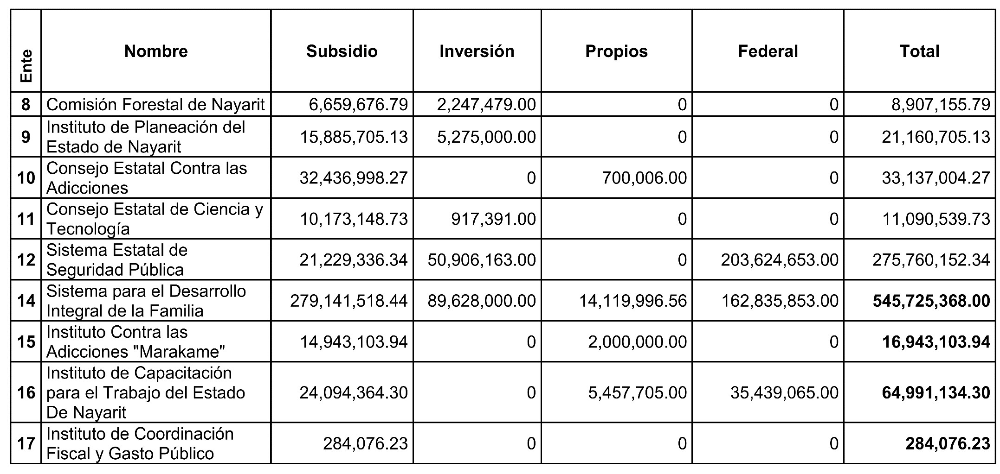 Ente Nombre Subsidio Inversión Propios Federal Total
8 Comisión Forestal de Nayarit 6,659,676.79 2,247,479.00 0 0 8,907,155.79
Instituto de Planeación del
9 Estado de Nayarit 15,885,705.13 5,275,000.00 0 0 21,160,705.13
Consejo Estatal Contra las
10 Adicciones 32,436,998.27 0 700,006.00 0 33,137,004.27
Consejo Estatal de Ciencia y
11 Tecnología 10,173,148.73 917,391.00 0 0 11,090,539.73
Sistema Estatal de
12 Seguridad Pública 21,229,336.34 50,906,163.00 0 203,624,653.00 275,760,152.34
Sistema para el Desarrollo
14 Integral de la Familia 279,141,518.44 89,628,000.00 14,119,996.56 162,835,853.00 545,725,368.00
Instituto Contra las
15 Adicciones "Marakame" 14,943,103.94 0 2,000,000.00 0 16,943,103.94
Instituto de Capacitación
16 para el Trabajo del Estado 24,094,364.30 0 5,457,705.00 35,439,065.00 64,991,134.30
De Nayarit
Instituto de Coordinación
17 Fiscal y Gasto Público 284,076.23 0 0 0 284,076.23